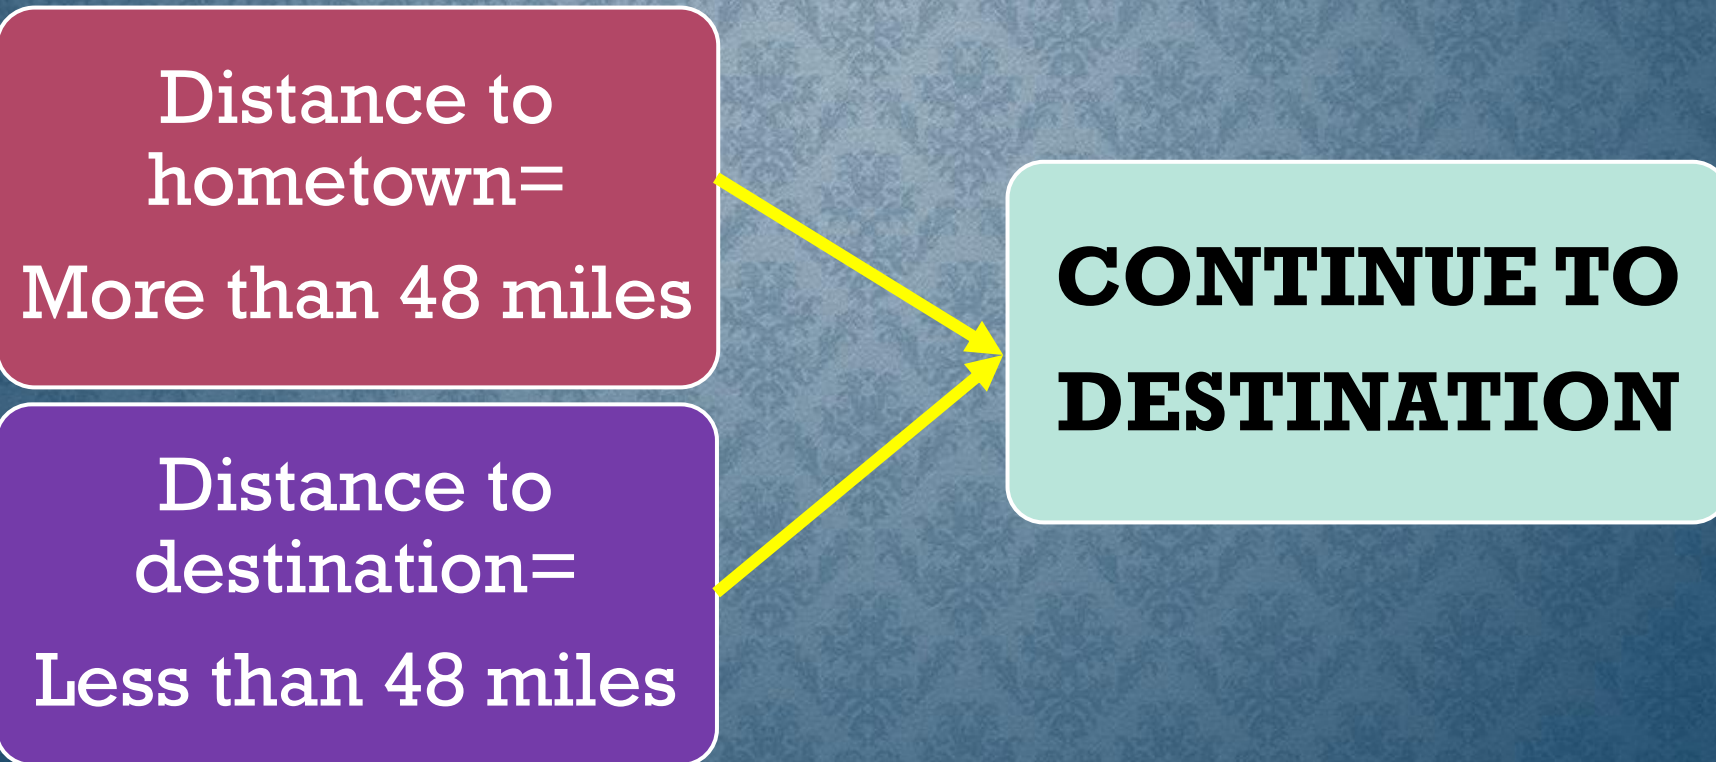 Distance to
hometown=
More than 48 miles
Distance to
destination=
Less than 48 miles
CONTINUE TO
DESTINATION